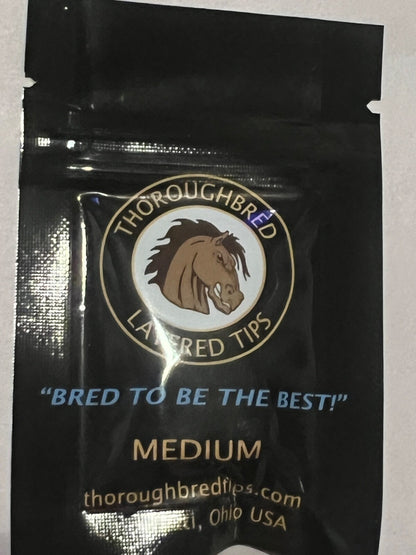 THOROUGHBRED
LAYERED TIPS
"BRED TO BE THE BEST!"
MEDIUM
thoroughbredtips.com
Ohio USA